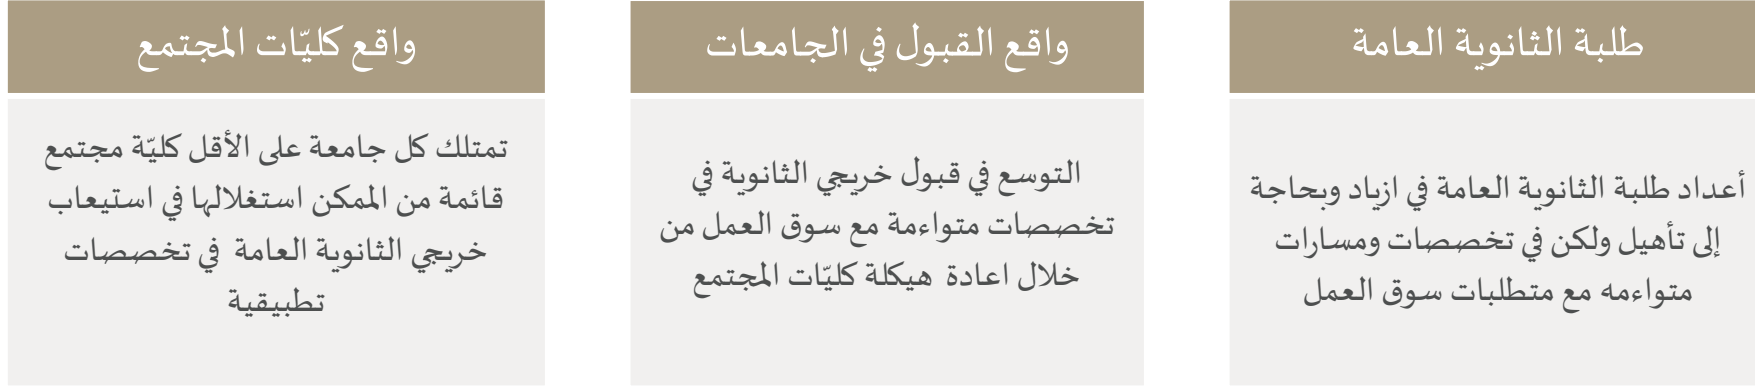 طلبة الثانوية العامة
أعداد طلبة الثانوية العامة في ازياد وبحاجة
إلى تأهيل ولكن في تخصصات ومسارات
متواءمه مع متطلبات سوق العمل
واقع القبول في الجامعات
التوسع في قبول خريجي الثانوية في
تخصصات متواءمة مع سوق العمل من
خلال اعادة هيكلة كليّات المجتمع
واقع كليّات المجتمع
تمتلك كل جامعة على الأقل كليّة مجتمع
قائمة من الممكن استغلالها في استيعاب
خريجي الثانوية العامة في تخصصات
تطبيقية